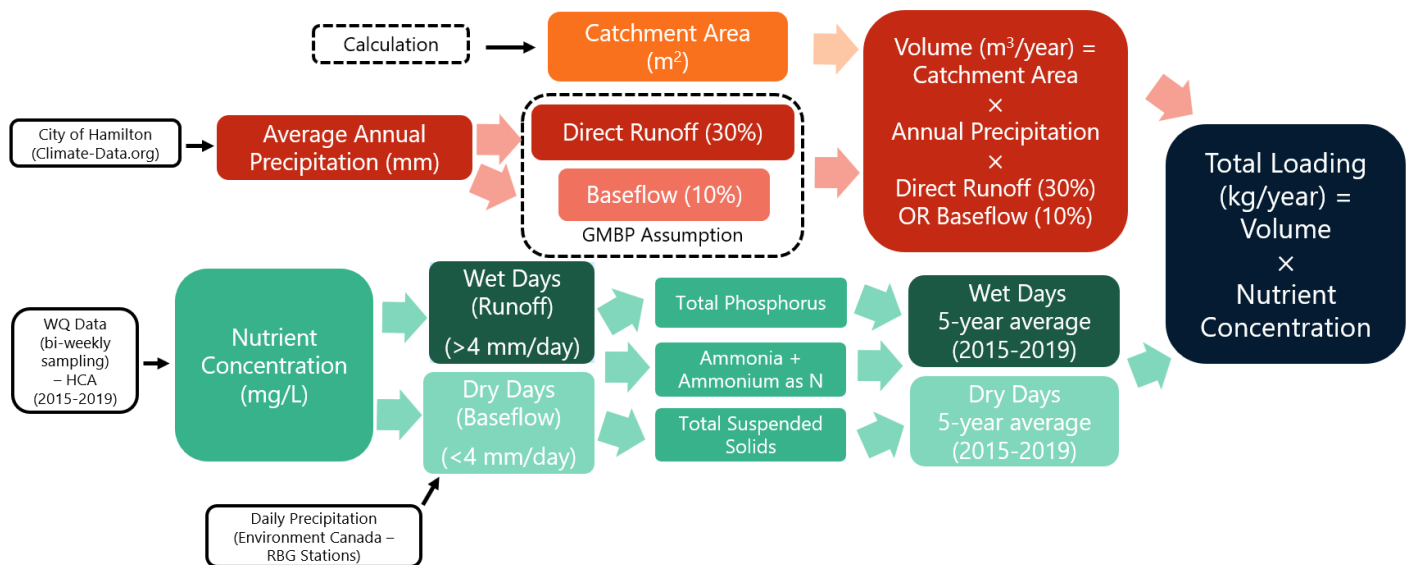 Calculation
Catchment Area
(m²)
City of Hamilton
(Climate-Data.org)
Average Annual
Precipitation (mm)
Direct Runoff (30%)
Baseflow (10%)
GMBP Assumption
Volume (m³/year) =
Catchment Area
×
Annual Precipitation
×
Direct Runoff (30%)
OR Baseflow (10%)
Total Loading
(kg/year) =
Volume
×
Nutrient
Concentration
WQ Data
(bi-weekly
sampling)
– HCA
(2015-2019)
Nutrient
Concentration
(mg/L)
Wet Days
(Runoff)
(>4 mm/day)
Dry Days
(Baseflow)
(<4 mm/day)
Total Phosphorus
Ammonia +
Ammonium as N
Total Suspended
Solids
Wet Days
5-year average
(2015-2019)
Dry Days
5-year average
(2015-2019)
Daily Precipitation
(Environment Canada –
RBG Stations)